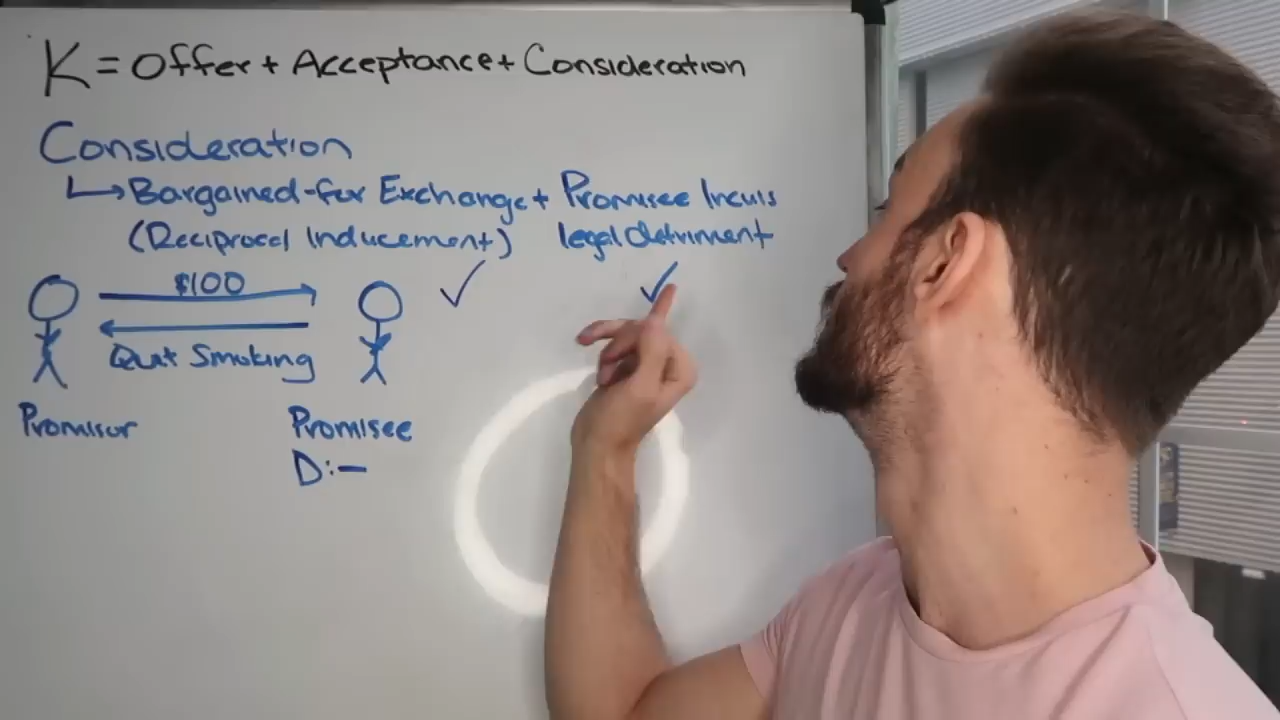 K = Offer + Acceptance + Consideration
Consideration
↳ Bargained-for Exchange + Promisee Incurs
(Reciprocal Inducement) legal detriment
✓ ✓
$100
Quit Smoking
Promisor Promisee
D:-